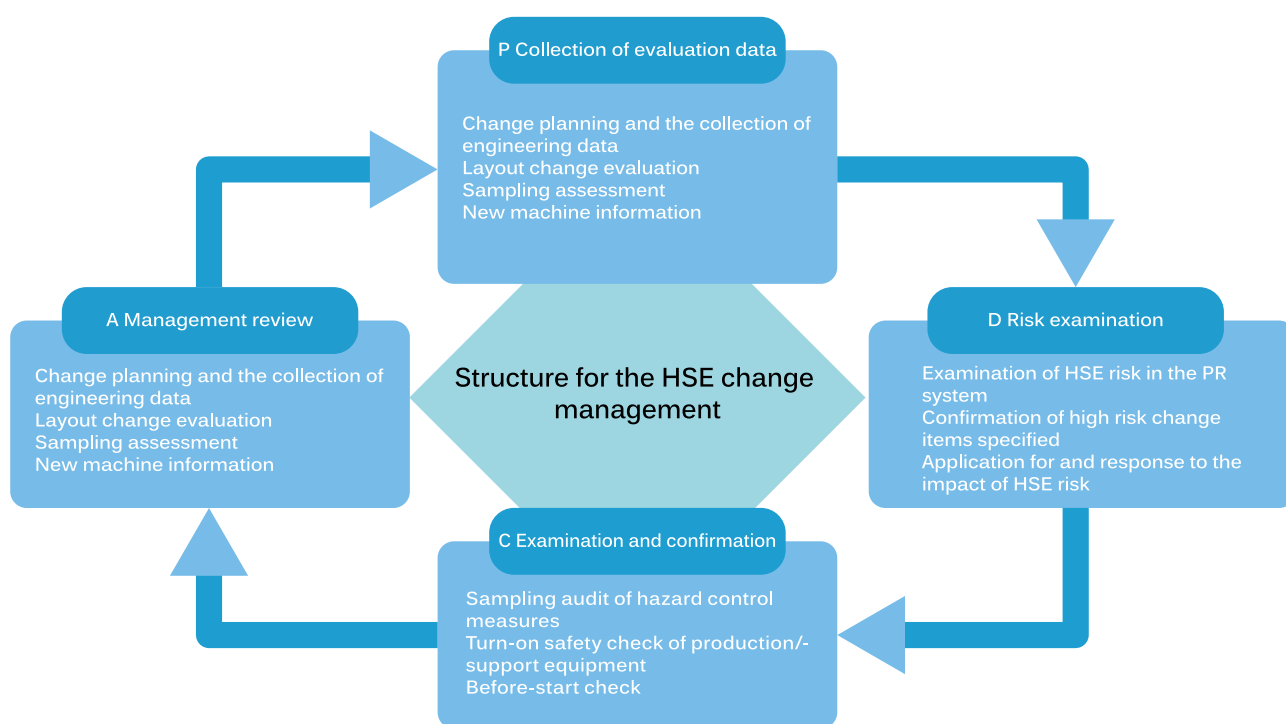 P Collection of evaluation data
Change planning and the collection of
engineering data
Layout change evaluation
Sampling assessment
New machine information
A Management review
Change planning and the collection of
engineering data
Layout change evaluation
Sampling assessment
New machine information
Structure for the HSE change
management
D Risk examination
Examination of HSE risk in the PR
system
Confirmation of high risk change
items specified
Application for and response to the
impact of HSE risk
C Examination and confirmation
Sampling audit of hazard control
measures
Turn-on safety check of production/-
support equipment
Before-start check